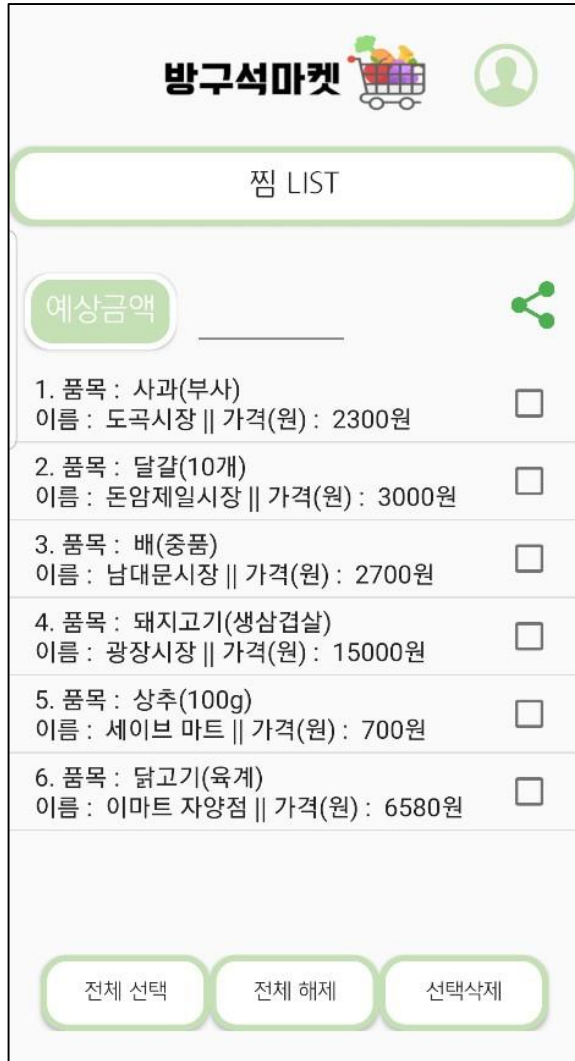 방구석마켓
찜 LIST
예상금액
1. 품목 : 사과(부사)
이름 : 도곡시장 || 가격(원) : 2300원
2. 품목 : 달걀(10개)
이름 : 돈암제일시장 || 가격(원) : 3000원
3. 품목 : 배(중품)
이름 : 남대문시장 || 가격(원) : 2700원
4. 품목 : 돼지고기(생삼겹살)
이름 : 광장시장 || 가격(원) : 15000원
5. 품목 : 상추(100g)
이름 : 세이브 마트 || 가격(원) : 700원
6. 품목 : 닭고기(육계)
이름 : 이마트 자양점 || 가격(원) : 6580원
전체 선택 전체 해제 선택삭제